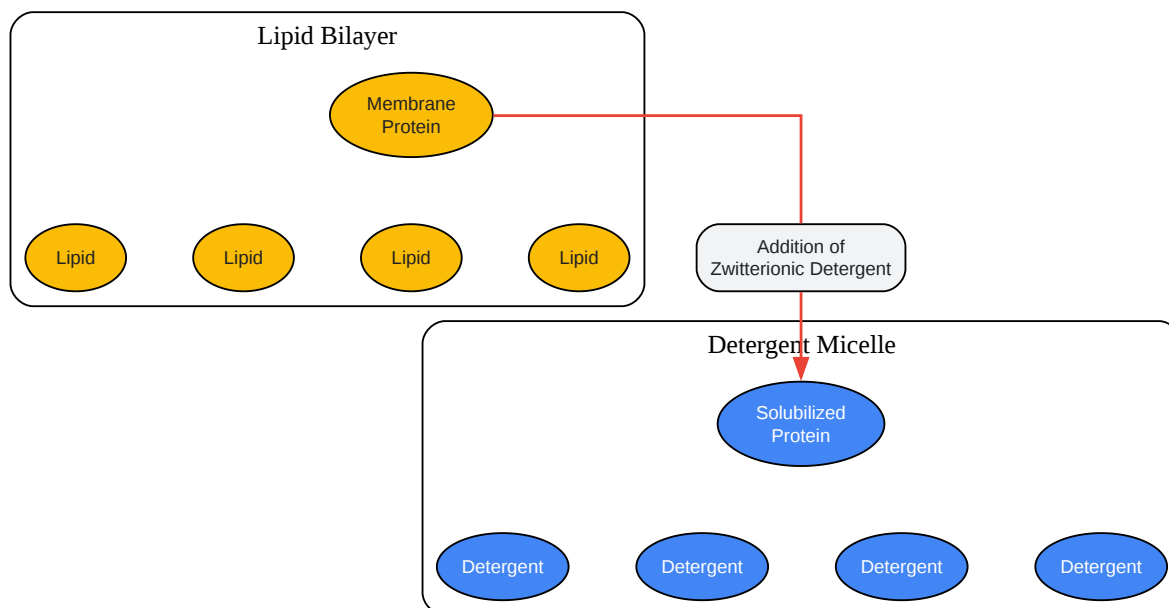 Lipid Bilayer
Membrane
Protein
Lipid
Lipid
Lipid
Lipid
Addition of
Zwitterionic Detergent
Detergent Micelle
Solubilized
Protein
Detergent
Detergent
Detergent
Detergent